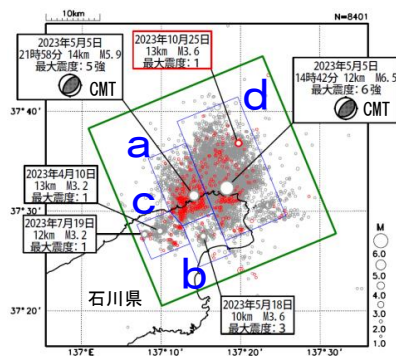 10km
N=8401
2023年5月5日
21時58分 14km M5.9
最大震度：5強
CMT
2023年10月25日
13km M3.6
最大震度：1
2023年5月5日
14時42分 12km M6.5
最大震度：6強
CMT
37°40'
d
a
2023年4月10日
13km M3.2
最大震度：1
c
37°30'
2023年7月19日
12km M3.2
最大震度：1
M
6.0
5.0
4.0
3.0
2.0
1.0
石川県
b
2023年5月18日
10km M3.6
最大震度：3
37°20'
137°E
137°10'
137°20'
137°30'